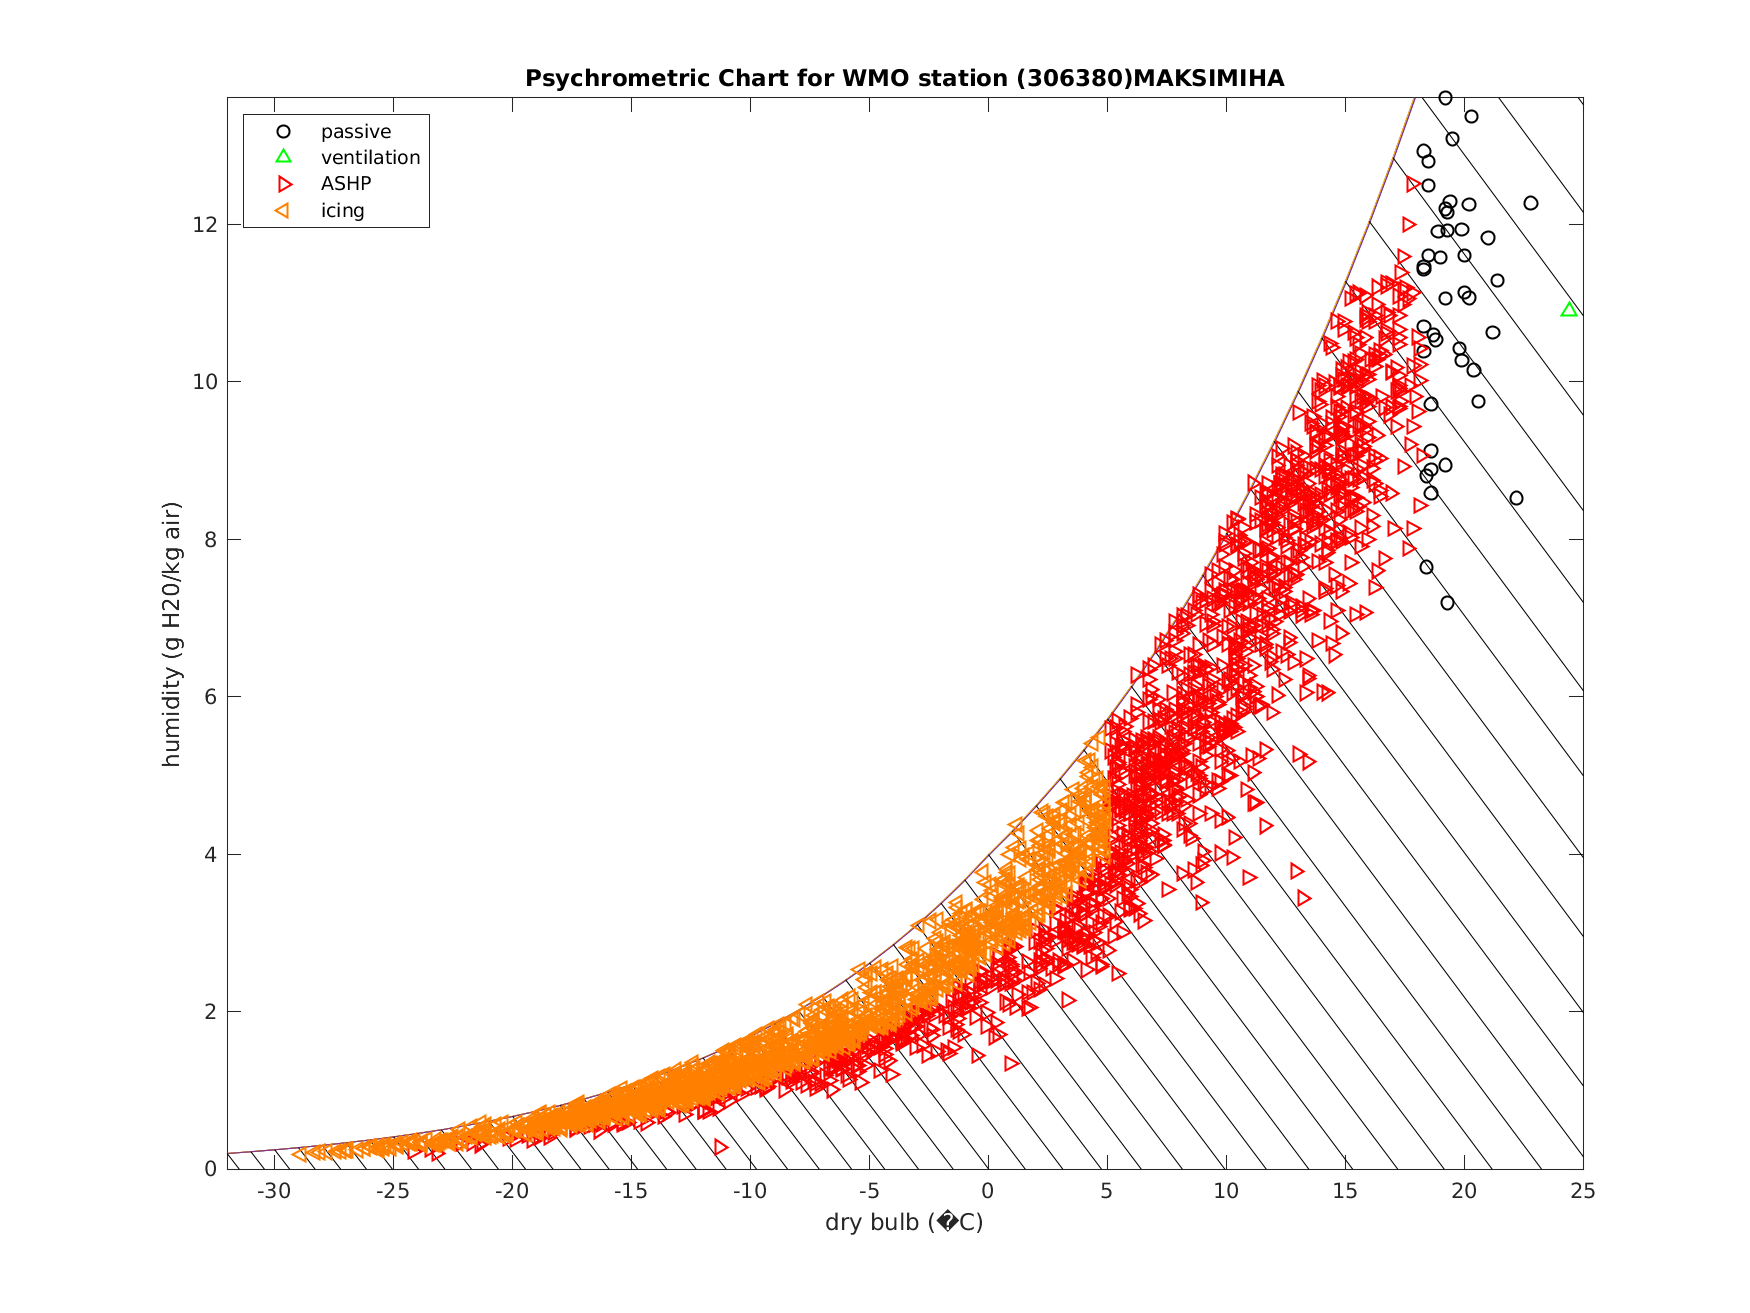 Psychrometric Chart for WMO station (306380)MAKSIMIHA
passive
ventilation
ASHP
icing
humidity (g H20/kg air)
12
10
8
6
4
2
0
-30 -25 -20 -15 -10 -5 0 5 10 15 20 25
dry bulb (�C)